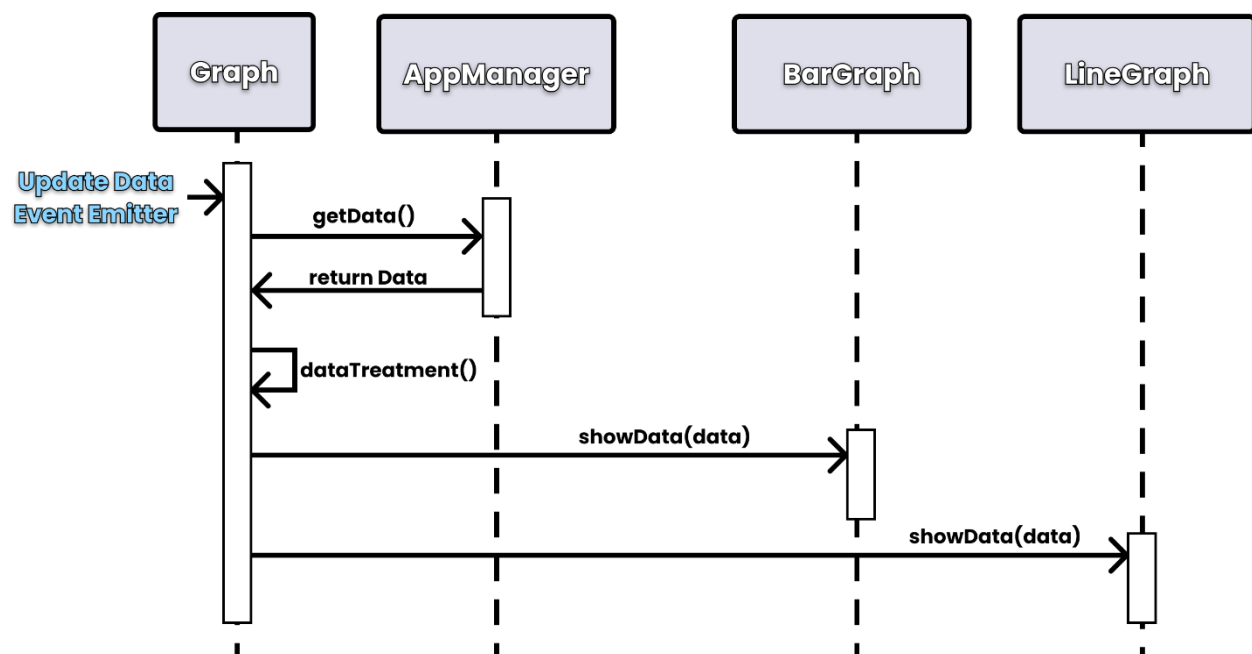 Graph
AppManager
BarGraph
LineGraph
Update Data
Event Emitter
getData()
return Data
dataTreatment()
showData(data)
showData(data)